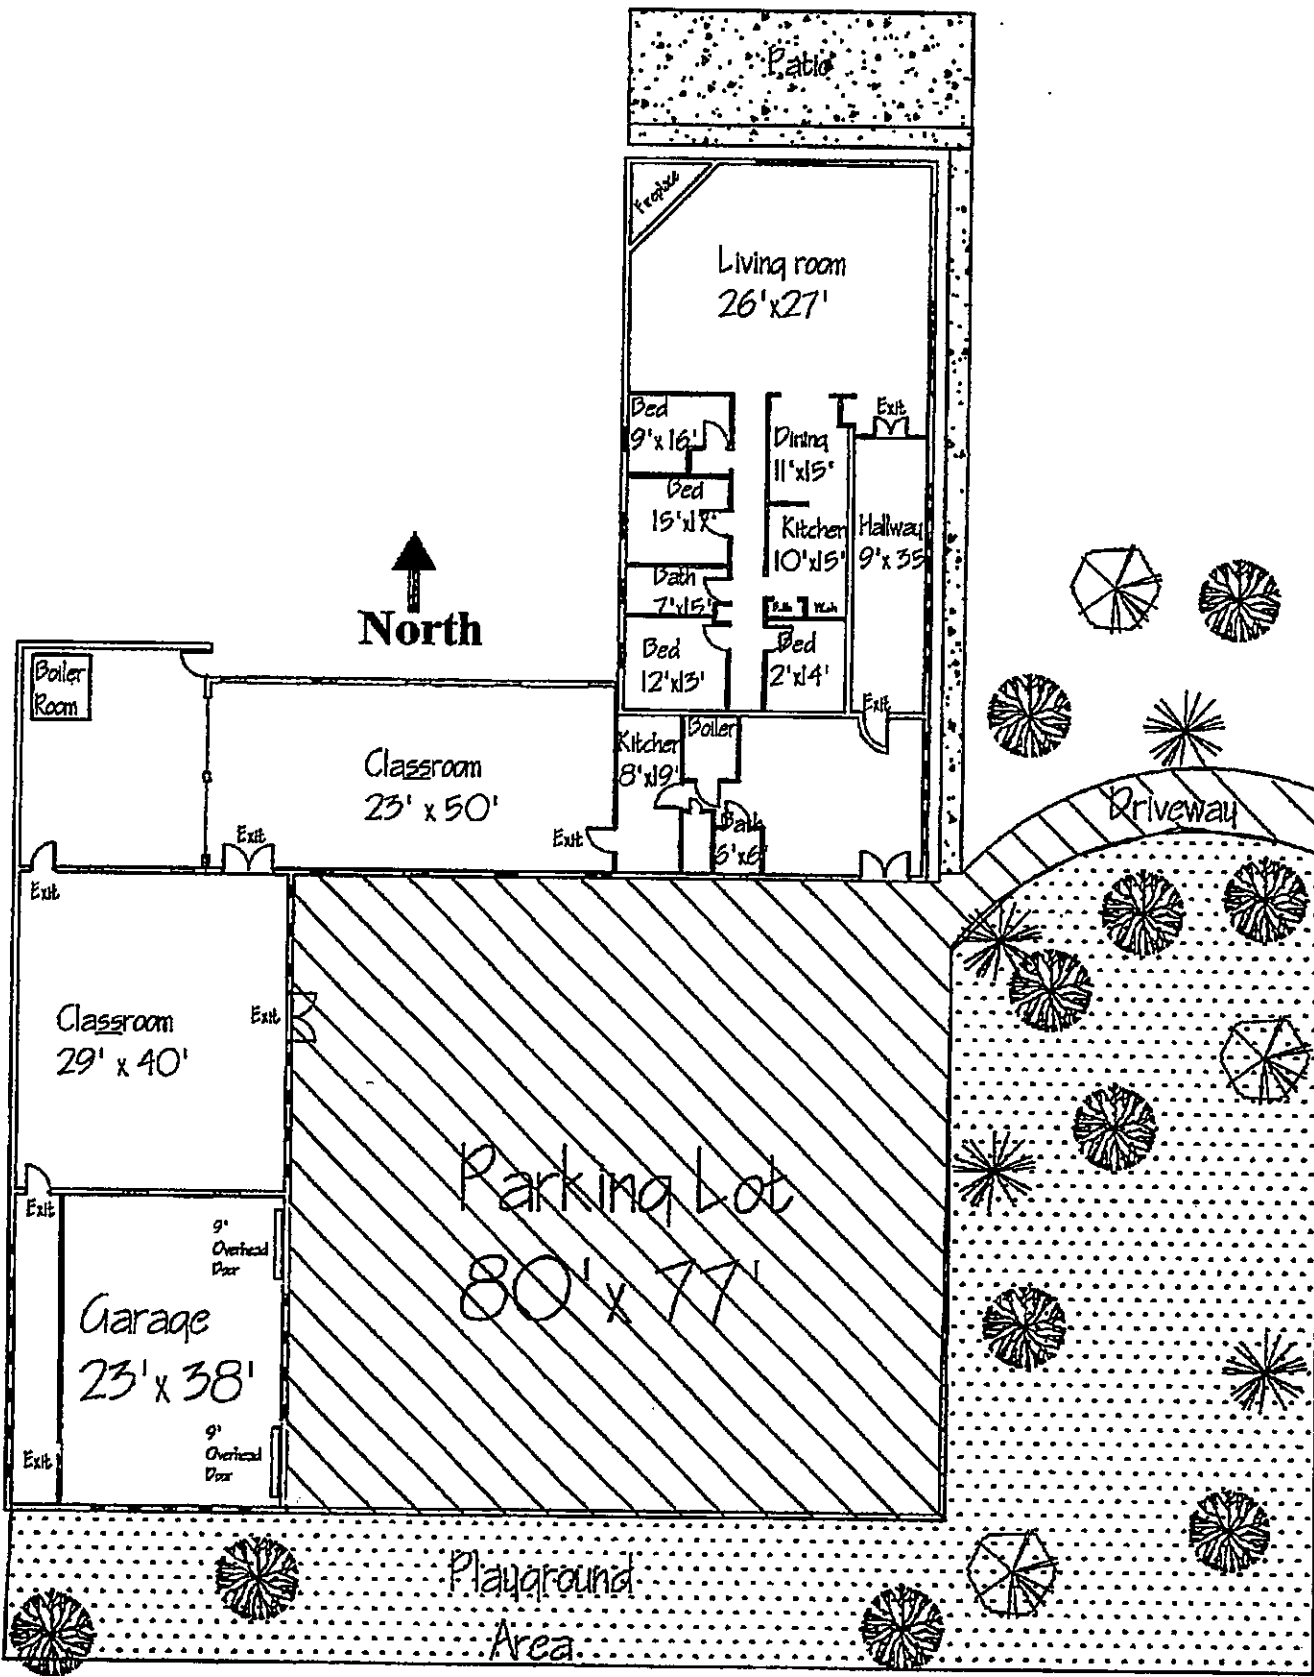 Patio
Fireplace
Living room
26'x27'
Bed
9'x16'
Dining
11'x15'
Exit
Bed
Kitchen
10'x15'
Hallway
9'x35
Bath
7'x15'
Bed
12'x13'
Bed
2'x14'
Exit
North
Boiler
Room
Classroom
23' x 50'
Exit
Exit
Kitchen
8'x19'
Boiler
Bath
6'x6'
Driveway
Exit
Classroom
29' x 40'
Exit
Exit
9'
Overhead
Door
Garage
23' x 38'
9'
Overhead
Door
Exit
Parking Lot
80' x 77'
Playground
Area